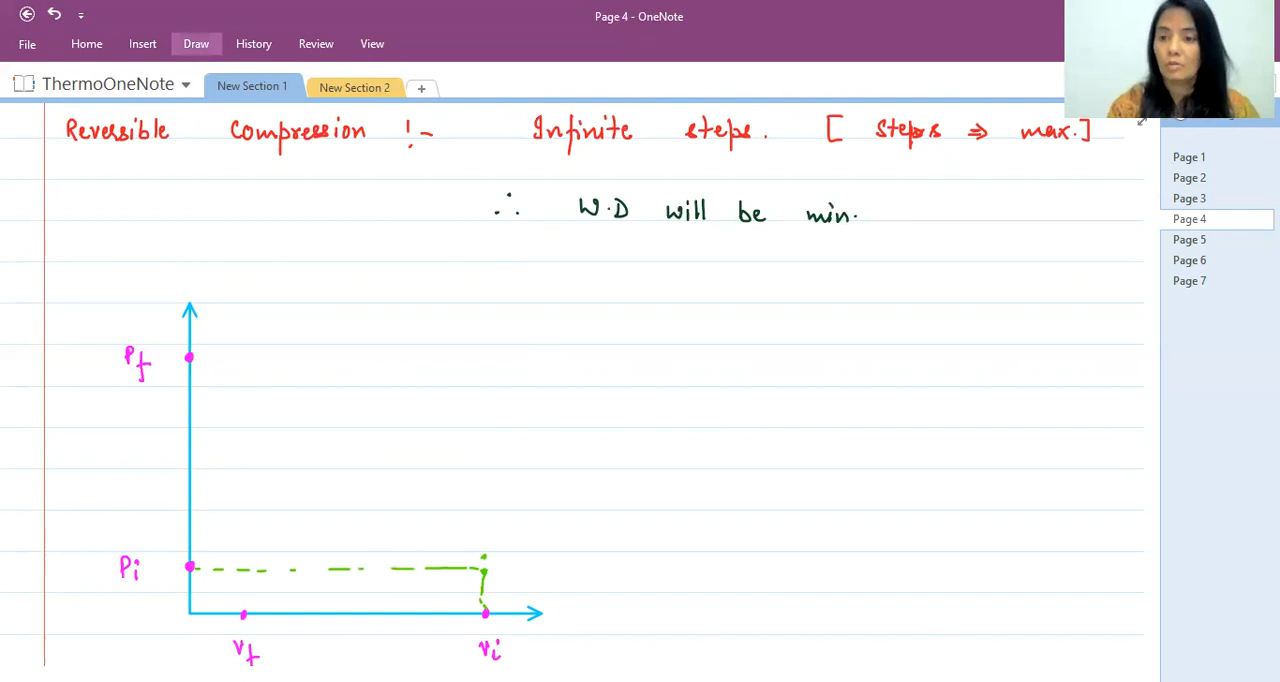 Page 4 - OneNote
File Home Insert Draw History Review View
ThermoOneNote New Section 1 New Section 2 +
Reversible Compression :- Infinite steps. [ steps ⇒ max. ]
∴ W.D will be min.
Pf
Pi
Vf Vi
Page 1
Page 2
Page 3
Page 4
Page 5
Page 6
Page 7